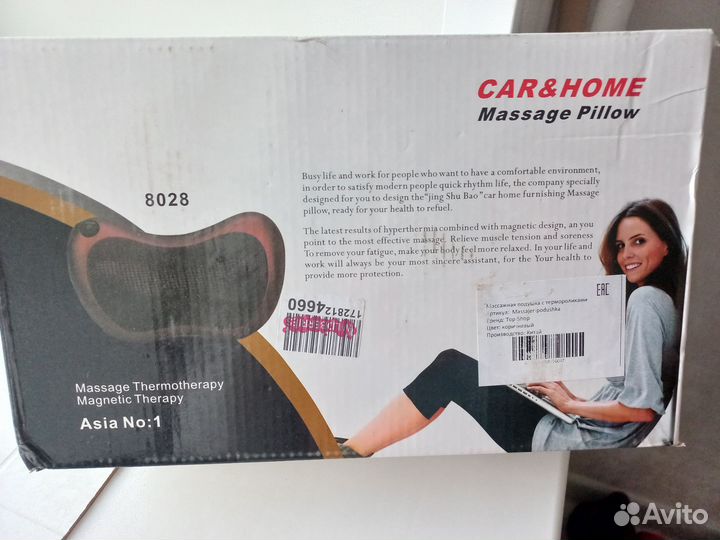 CAR&HOME
Massage Pillow
Busy life and work for people who want to have a comfortable environment,
in order to satisfy modern people quick rhythm life, the company specially
designed for you to design the"jing Shu Bao"car home furnishing Massage
pillow, ready for your health to refuel.
The latest results of hyperthermia combined with magnetic design, an you
point to the most effective massage. Relieve muscle tension and soreness
To remove your fatigue, make your body feel more relaxed. In your life and
work will always be your most sincere assistant, for the Your health to
provide more protection.
8028
1728124660
WILDBERRIES
EAC
Массажная подушка с термороликами
Артикул: Massajer-podushka
Бренд: Top Shop
Цвет: коричневый
Производство: Китай
Massage Thermotherapy
Magnetic Therapy
Asia No:1
Avito